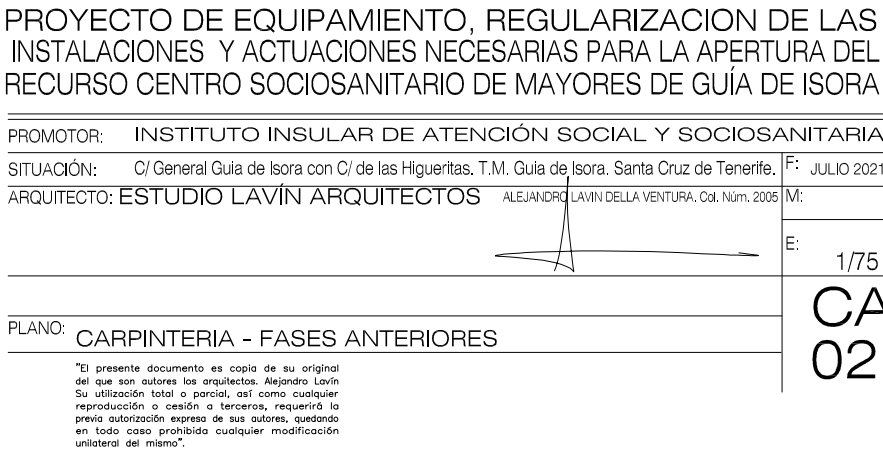 PROYECTO DE EQUIPAMIENTO, REGULARIZACION DE LAS
INSTALACIONES Y ACTUACIONES NECESARIAS PARA LA APERTURA DEL
RECURSO CENTRO SOCIOSANITARIO DE MAYORES DE GUÍA DE ISORA
PROMOTOR: INSTITUTO INSULAR DE ATENCIÓN SOCIAL Y SOCIOSANITARIA
SITUACIÓN: C/ General Guia de Isora con C/ de las Higueritas. T.M. Guia de Isora. Santa Cruz de Tenerife. F: JULIO 2021
ARQUITECTO: ESTUDIO LAVÍN ARQUITECTOS ALEJANDRO LAVIN DELLA VENTURA. Col. Núm. 2005 M:
E: 1/75
CA
02
PLANO: CARPINTERIA - FASES ANTERIORES
"El presente documento es copia de su original
del que son autores los arquitectos. Alejandro Lavín
Su utilización total o parcial, así como cualquier
reproducción o cesión a terceros, requerirá la
previa autorización expresa de sus autores, quedando
en todo caso prohibida cualquier modificación
unilateral del mismo".